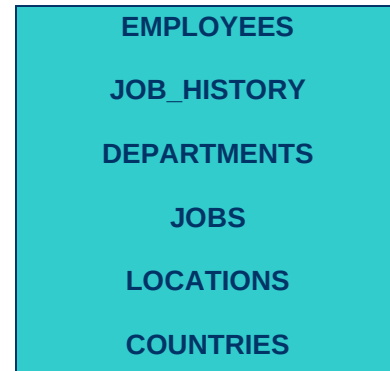 EMPLOYEES
JOB_HISTORY
DEPARTMENTS
JOBS
LOCATIONS
COUNTRIES